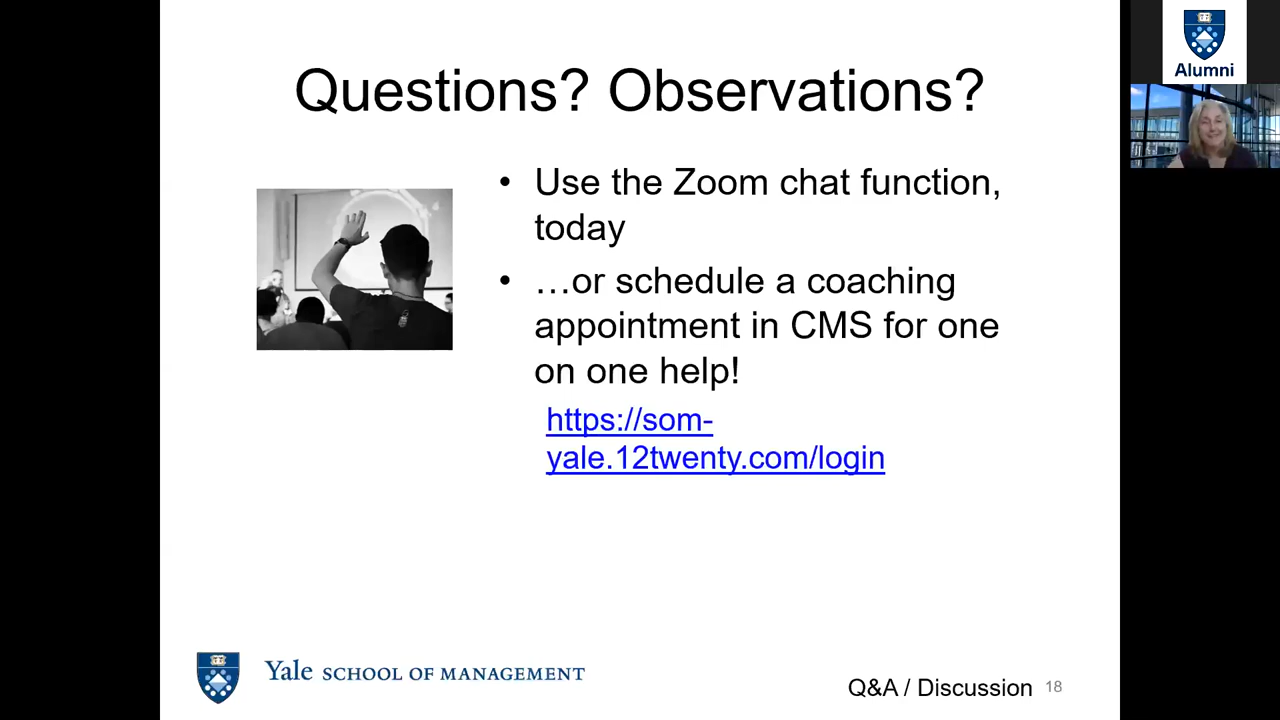 Questions? Observations?
• Use the Zoom chat function,
today
• …or schedule a coaching
appointment in CMS for one
on one help!
https://som-
yale.12twenty.com/login
Alumni
Yale SCHOOL OF MANAGEMENT
Q&A / Discussion 18